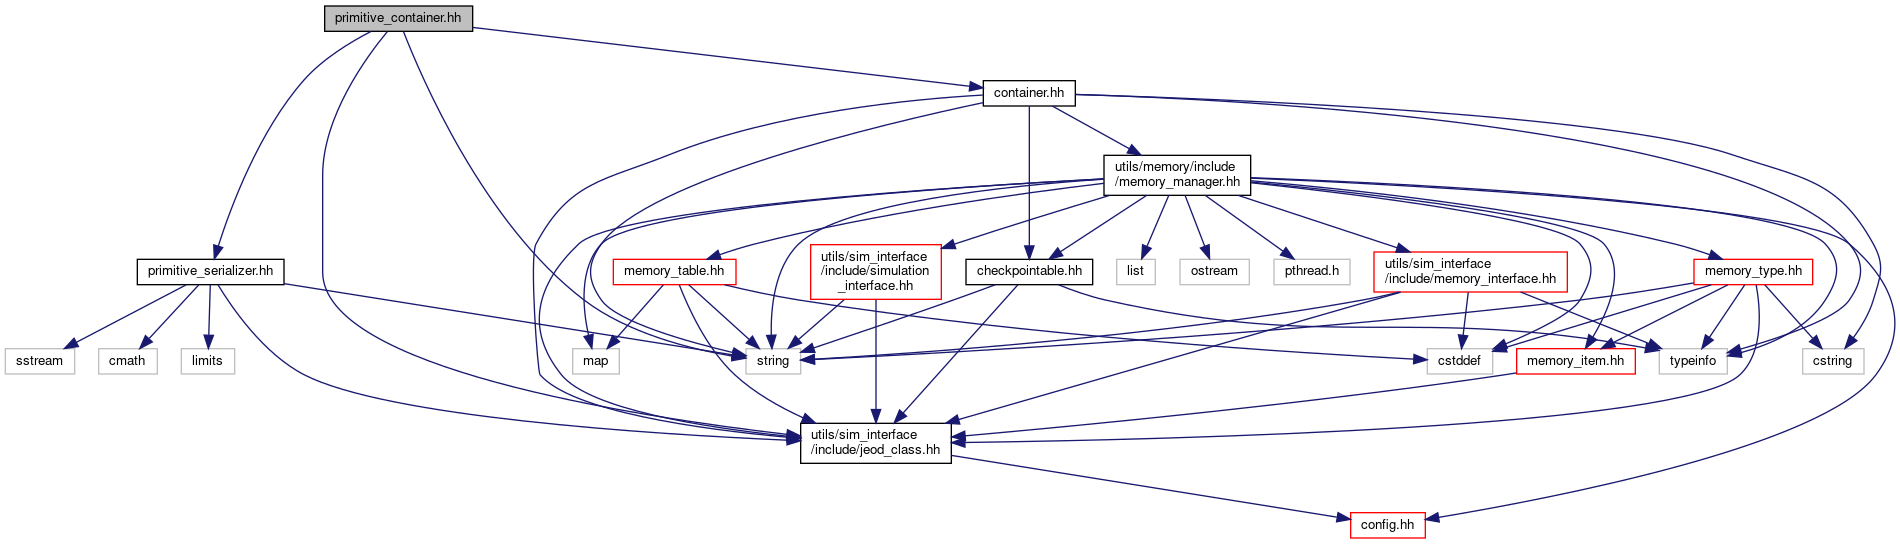 primitive_container.hh
container.hh
utils/memory/include
/memory_manager.hh
primitive_serializer.hh
memory_table.hh
utils/sim_interface
/include/simulation
_interface.hh
checkpointable.hh
list
ostream
pthread.h
utils/sim_interface
/include/memory_interface.hh
memory_type.hh
sstream
cmath
limits
map
string
cstddef
memory_item.hh
typeinfo
cstring
utils/sim_interface
/include/jeod_class.hh
config.hh